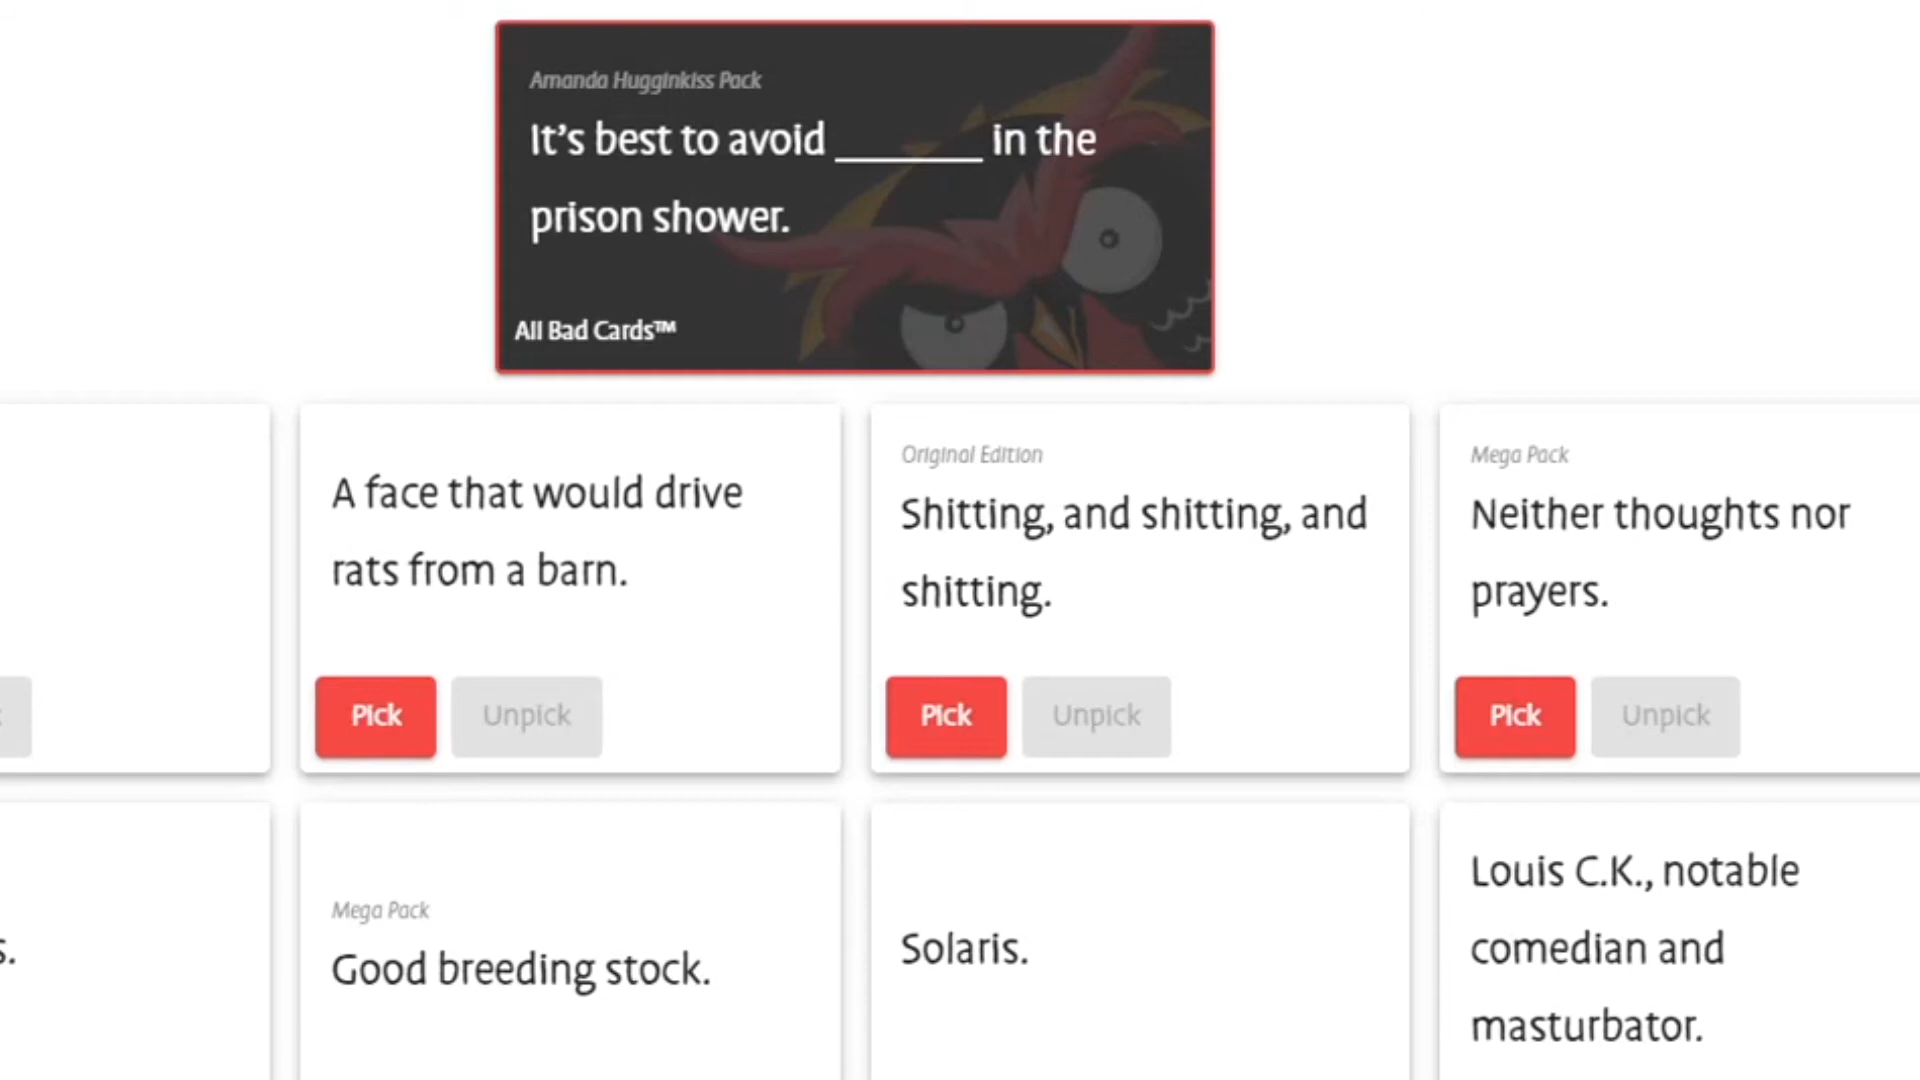 Amanda Hugginkiss Pack
It's best to avoid _______ in the
prison shower.
All Bad Cards™
A face that would drive
rats from a barn.
Pick
Unpick
Original Edition
Shitting, and shitting, and
shitting.
Pick
Unpick
Mega Pack
Neither thoughts nor
prayers.
Pick
Unpick
s.
Mega Pack
Good breeding stock.
Solaris.
Louis C.K., notable
comedian and
masturbator.